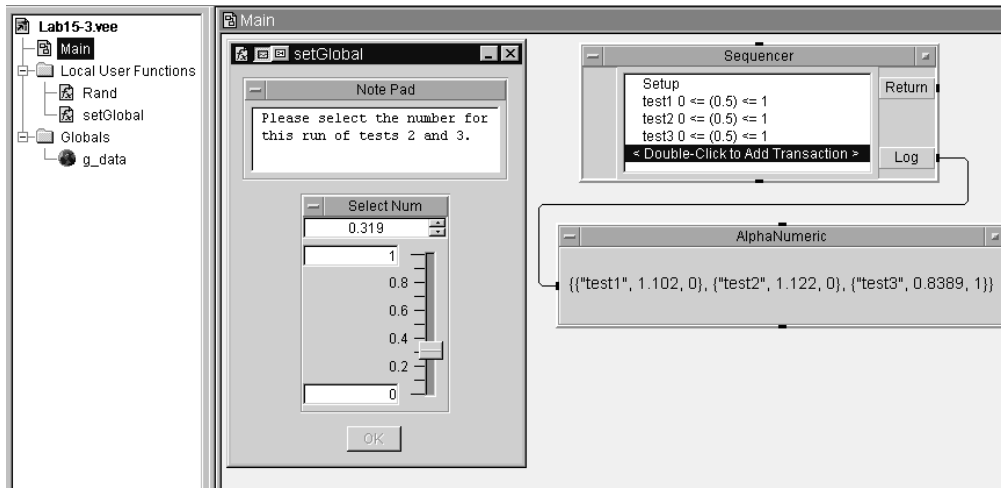 Lab15-3.vee
Main
Local User Functions
Rand
setGlobal
Globals
g_data
Main
setGlobal
Note Pad
Please select the number for
this run of tests 2 and 3.
Select Num
0.319
1
0.8
0.6
0.4
0.2
0
OK
Sequencer
Setup
test1 0 <= (0.5) <= 1
test2 0 <= (0.5) <= 1
test3 0 <= (0.5) <= 1
< Double-Click to Add Transaction >
Return
Log
AlphaNumeric
{{"test1", 1.102, 0}, {"test2", 1.122, 0}, {"test3", 0.8389, 1}}